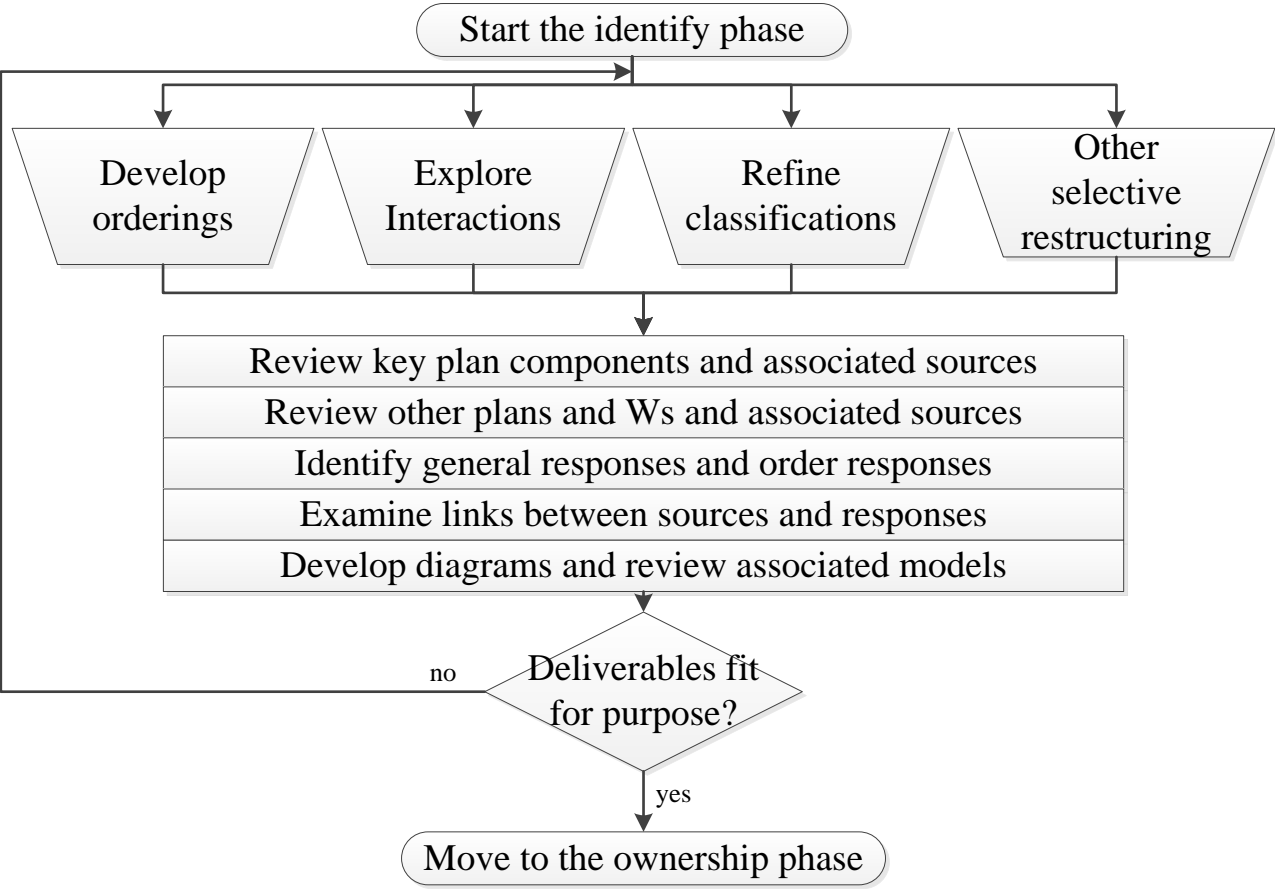 Start the identify phase
Develop
orderings
Explore
Interactions
Refine
classifications
Other
selective
restructuring
Review key plan components and associated sources
Review other plans and Ws and associated sources
Identify general responses and order responses
Examine links between sources and responses
Develop diagrams and review associated models
no
Deliverables fit
for purpose?
yes
Move to the ownership phase